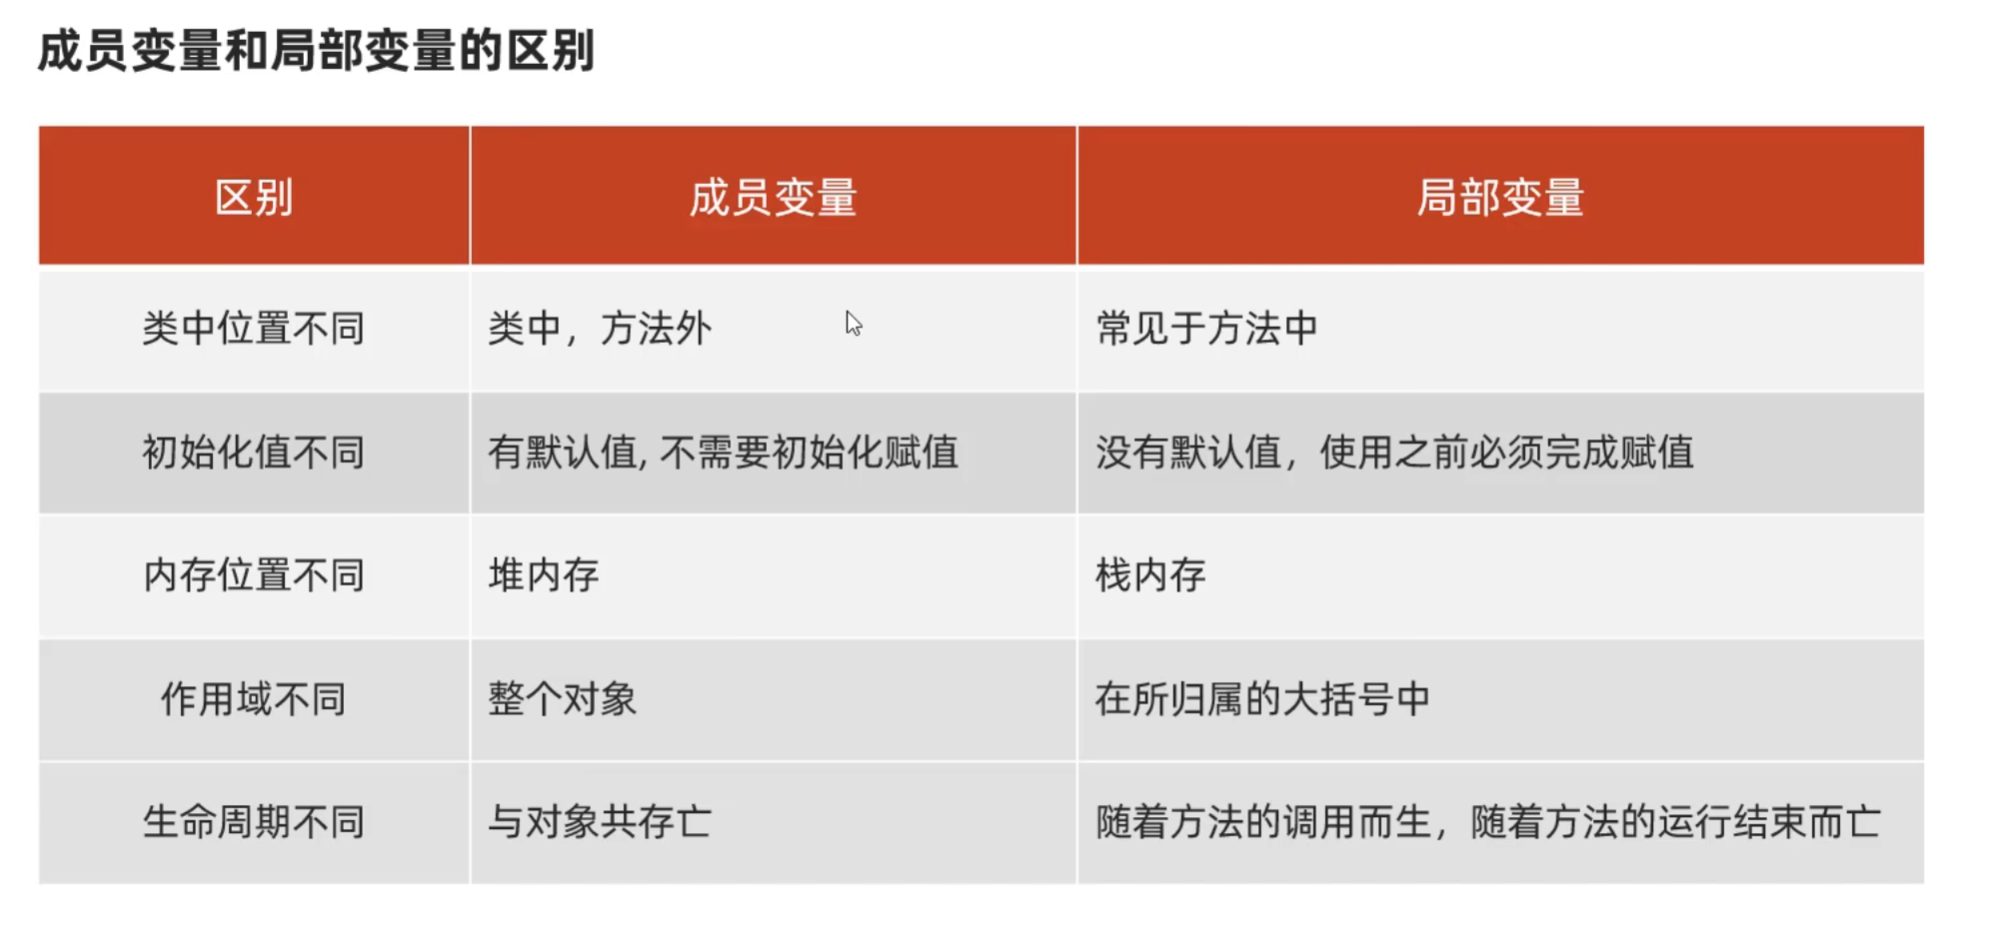 成员变量和局部变量的区别
区别 成员变量 局部变量
类中位置不同 类中，方法外 常见于方法中
初始化值不同 有默认值, 不需要初始化赋值 没有默认值，使用之前必须完成赋值
内存位置不同 堆内存 栈内存
作用域不同 整个对象 在所归属的大括号中
生命周期不同 与对象共存亡 随着方法的调用而生，随着方法的运行结束而亡